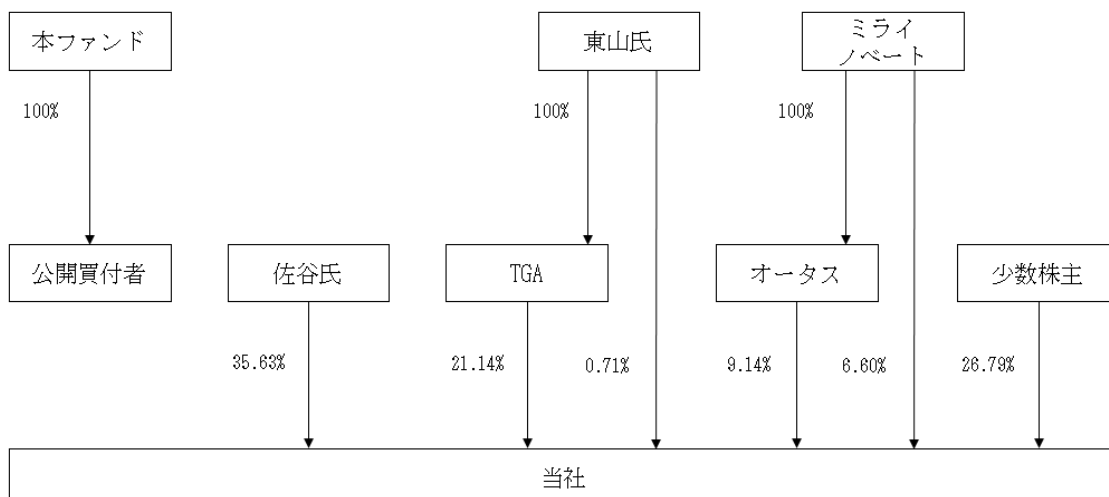 本ファンド
東山氏
ミライ
ノベート
100%
100%
100%
公開買付者
佐谷氏
TGA
オータス
少数株主
35.63%
21.14%
0.71%
9.14%
6.60%
26.79%
当社